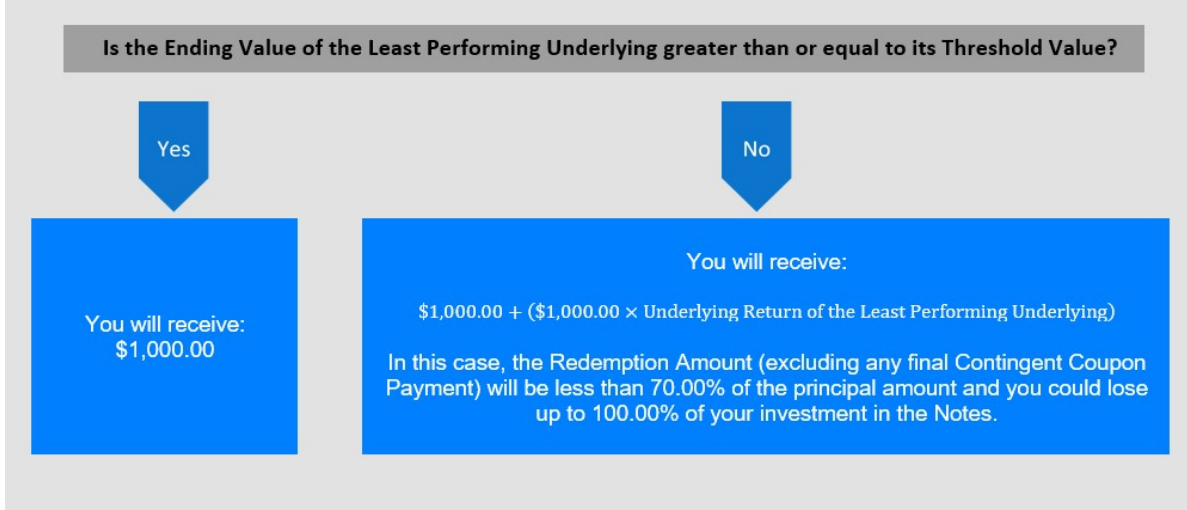 Is the Ending Value of the Least Performing Underlying greater than or equal to its Threshold Value?
Yes
No
You will receive:
$1,000.00
You will receive:
$1,000.00 + ($1,000.00 × Underlying Return of the Least Performing Underlying)
In this case, the Redemption Amount (excluding any final Contingent Coupon
Payment) will be less than 70.00% of the principal amount and you could lose
up to 100.00% of your investment in the Notes.